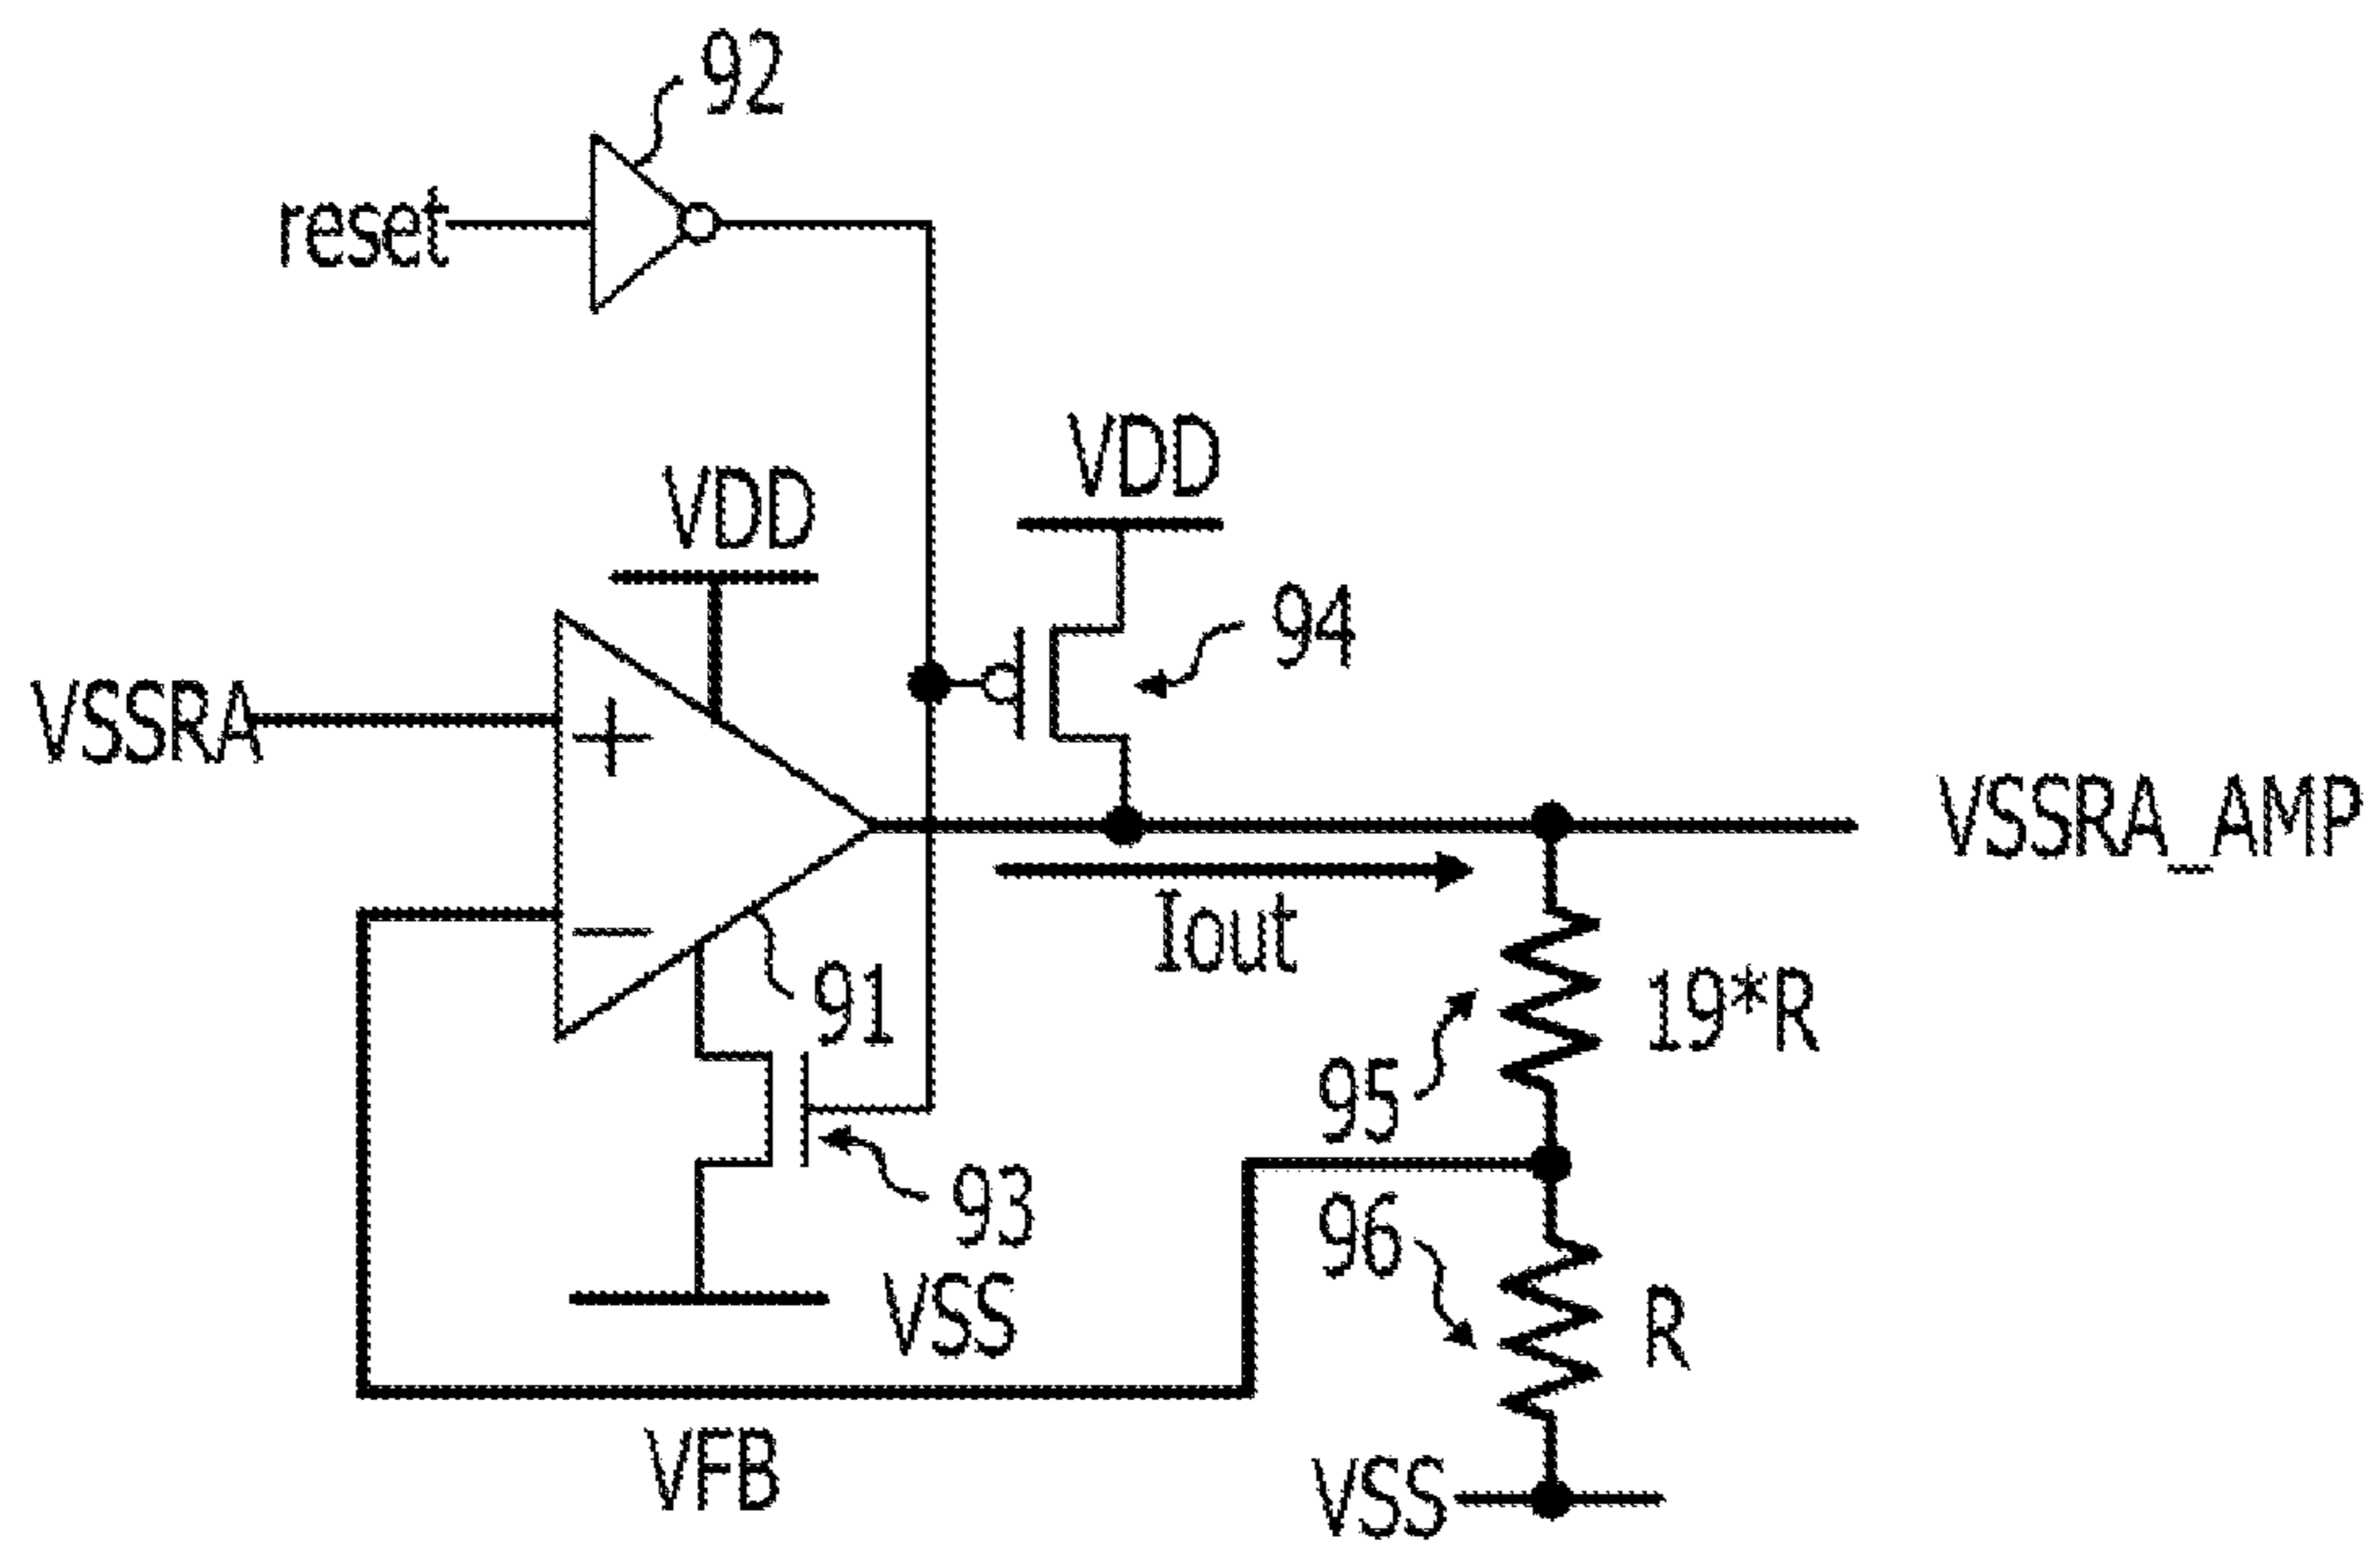 92
reset
VDD
VDD
94
VSSRA
+
VSSRA_AMP
−
Iout
91
19*R
95
93
96
VSS
R
VFB
VSS